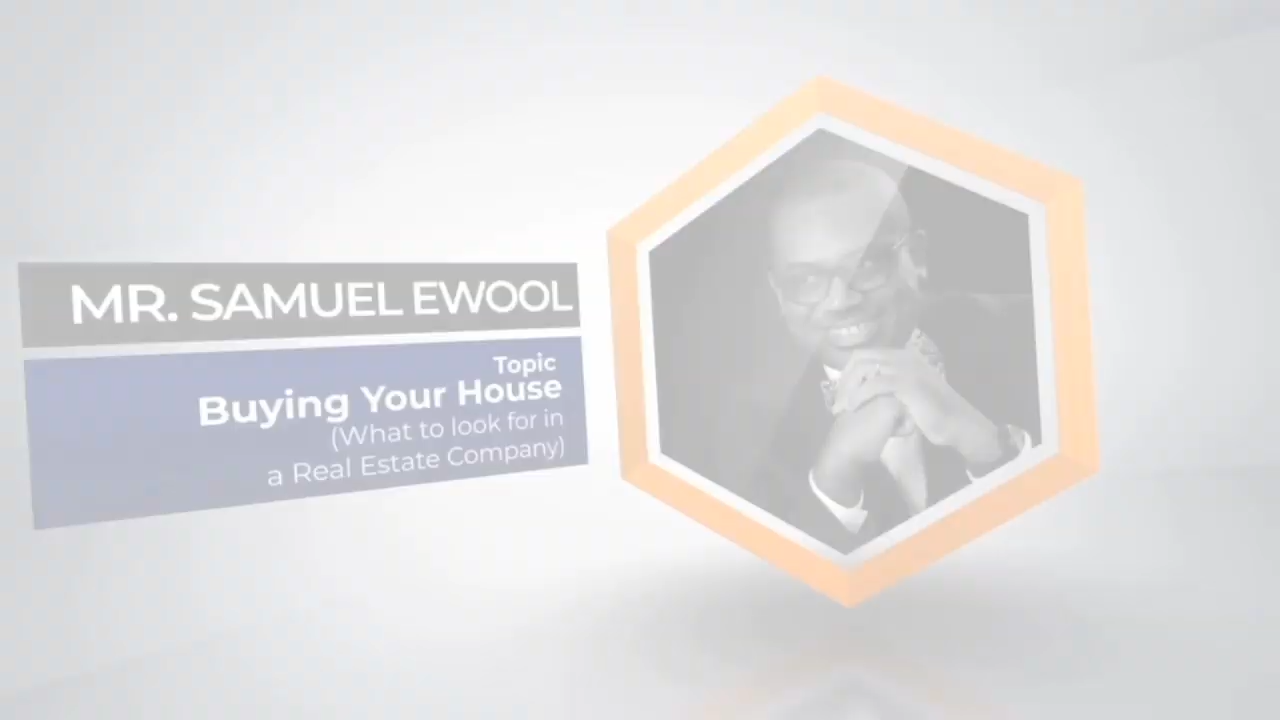 MR. SAMUEL EWOOL
Topic
Buying Your House
(What to look for in
a Real Estate Company)